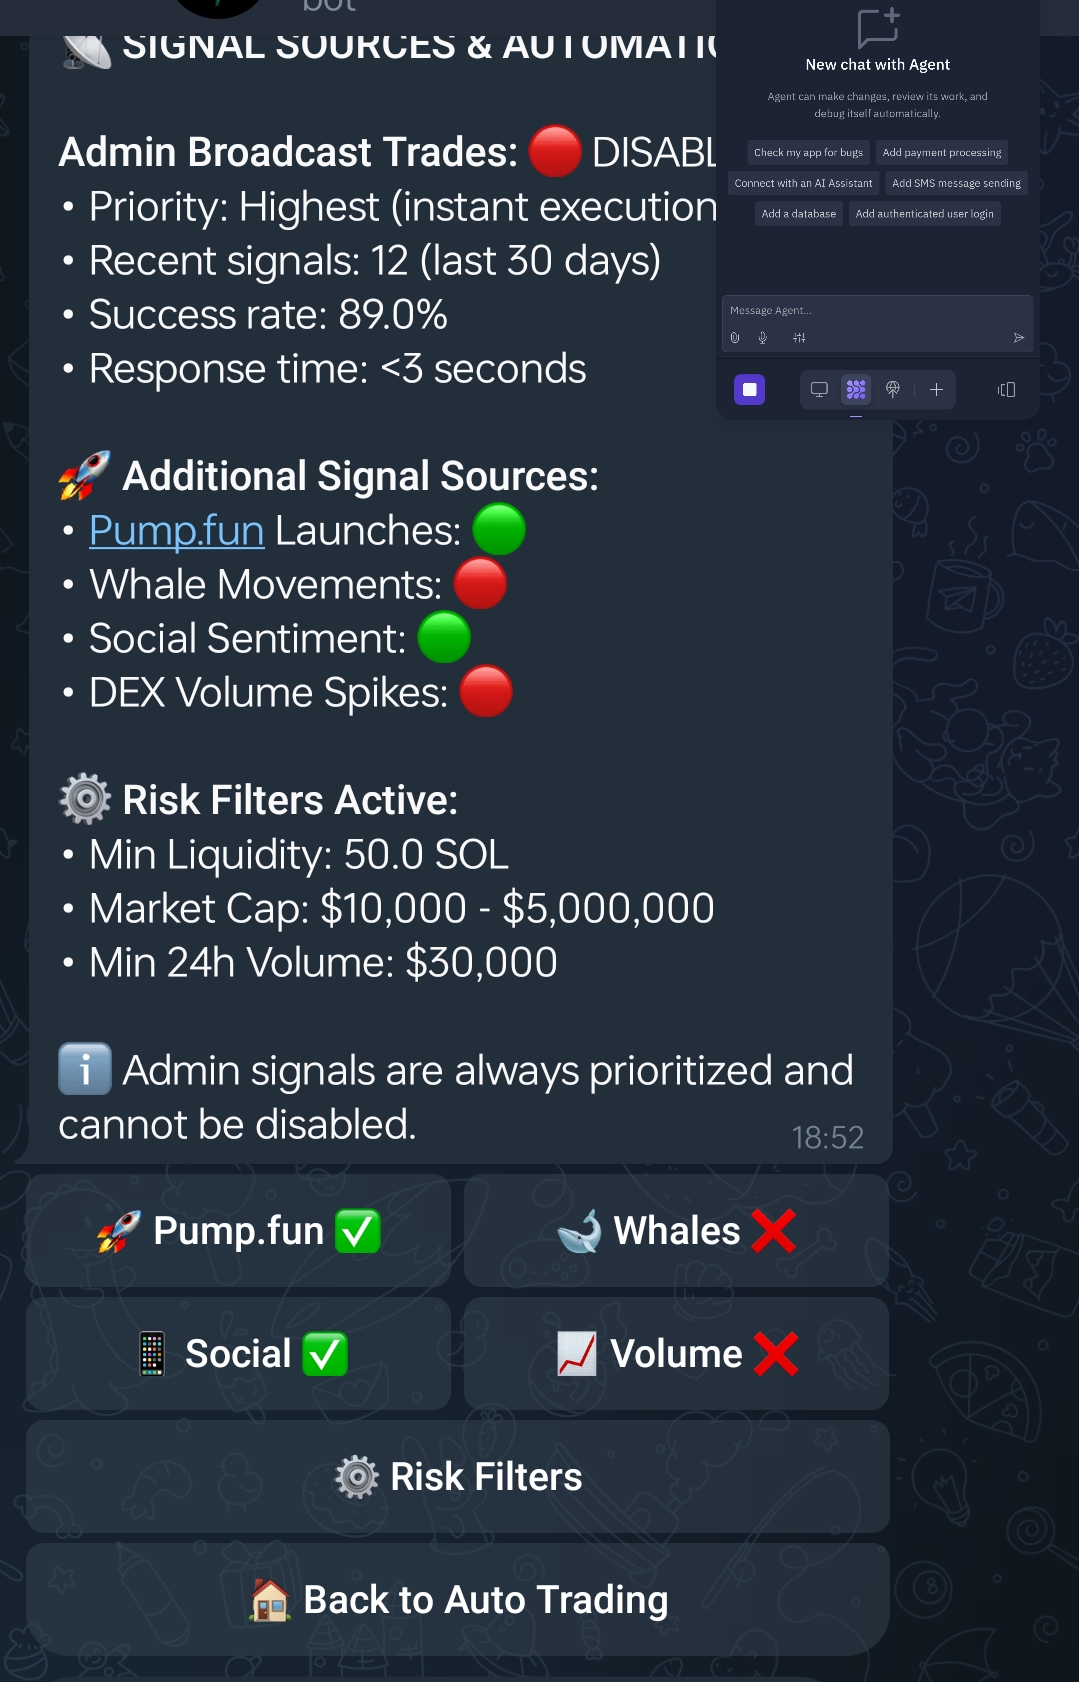 bot
📡 SIGNAL SOURCES &
New chat with Agent
Agent can make changes, review its work, and
debug itself automatically.
Check my app for bugs
Add payment processing
Connect with an AI Assistant
Add SMS message sending
Add a database
Add authenticated user login
Message Agent...
Admin Broadcast Trades: 🔴 DISABL
• Priority: Highest (instant execution
• Recent signals: 12 (last 30 days)
• Success rate: 89.0%
• Response time: <3 seconds
🚀 Additional Signal Sources:
• Pump.fun Launches: 🟢
• Whale Movements: 🔴
• Social Sentiment: 🟢
• DEX Volume Spikes: 🔴
⚙️ Risk Filters Active:
• Min Liquidity: 50.0 SOL
• Market Cap: $10,000 - $5,000,000
• Min 24h Volume: $30,000
ℹ️ Admin signals are always prioritized and
cannot be disabled.
18:52
🚀 Pump.fun ✅
🐋 Whales ❌
📱 Social ✅
📈 Volume ❌
⚙️ Risk Filters
🏠 Back to Auto Trading